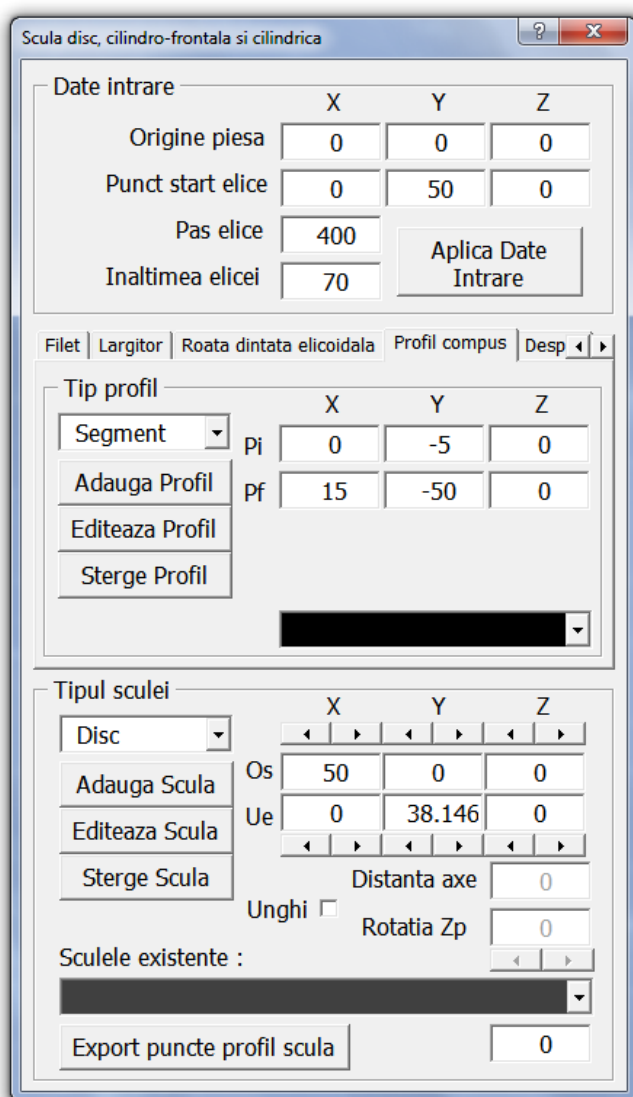 Scula disc, cilindro-frontala si cilindrica
?
Date intrare
X Y Z
Origine piesa 0 0 0
Punct start elice 0 50 0
Pas elice 400
Inaltimea elicei 70
Aplica Date
Intrare
Filet Largitor Roata dintata elicoidala Profil compus Desp
Tip profil
X Y Z
Segment
Pi 0 -5 0
Adauga Profil
Pf 15 -50 0
Editeaza Profil
Sterge Profil
Tipul sculei
X Y Z
Disc
Os 50 0 0
Adauga Scula
Ue 0 38.146 0
Editeaza Scula
Sterge Scula
Distanta axe 0
Unghi
Rotatia Zp 0
Sculele existente :
Export puncte profil scula 0